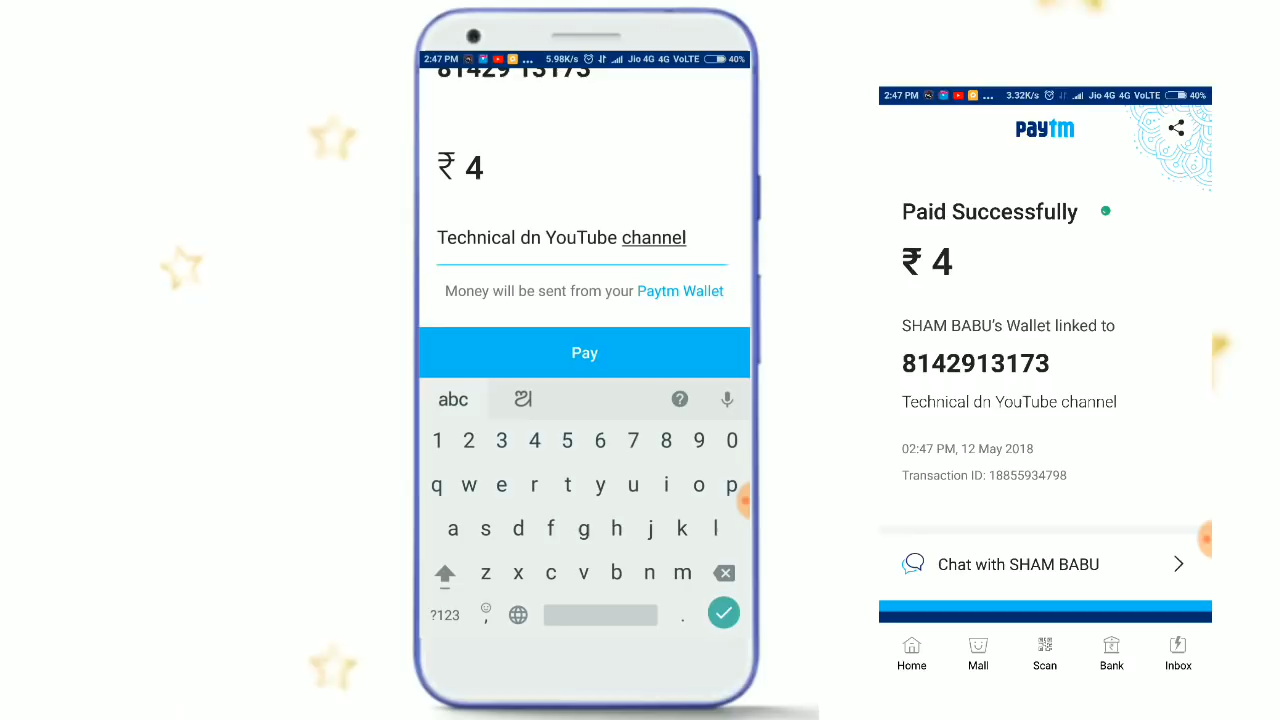 2:47 PM ... 5.98K/s Jio 4G 4G VoLTE 40%
81429 13173
₹ 4
Technical dn YouTube channel
Money will be sent from your Paytm Wallet
Pay
abc ଆ ?
1 2 3 4 5 6 7 8 9 0
q w e r t y u i o p
a s d f g h j k l
z x c v b n m
?123 , .
2:47 PM ... 3.32K/s Jio 4G 4G VoLTE 40%
paytm
Paid Successfully
₹ 4
SHAM BABU's Wallet linked to
8142913173
Technical dn YouTube channel
02:47 PM, 12 May 2018
Transaction ID: 18855934798
Chat with SHAM BABU
Home Mall Scan Bank Inbox